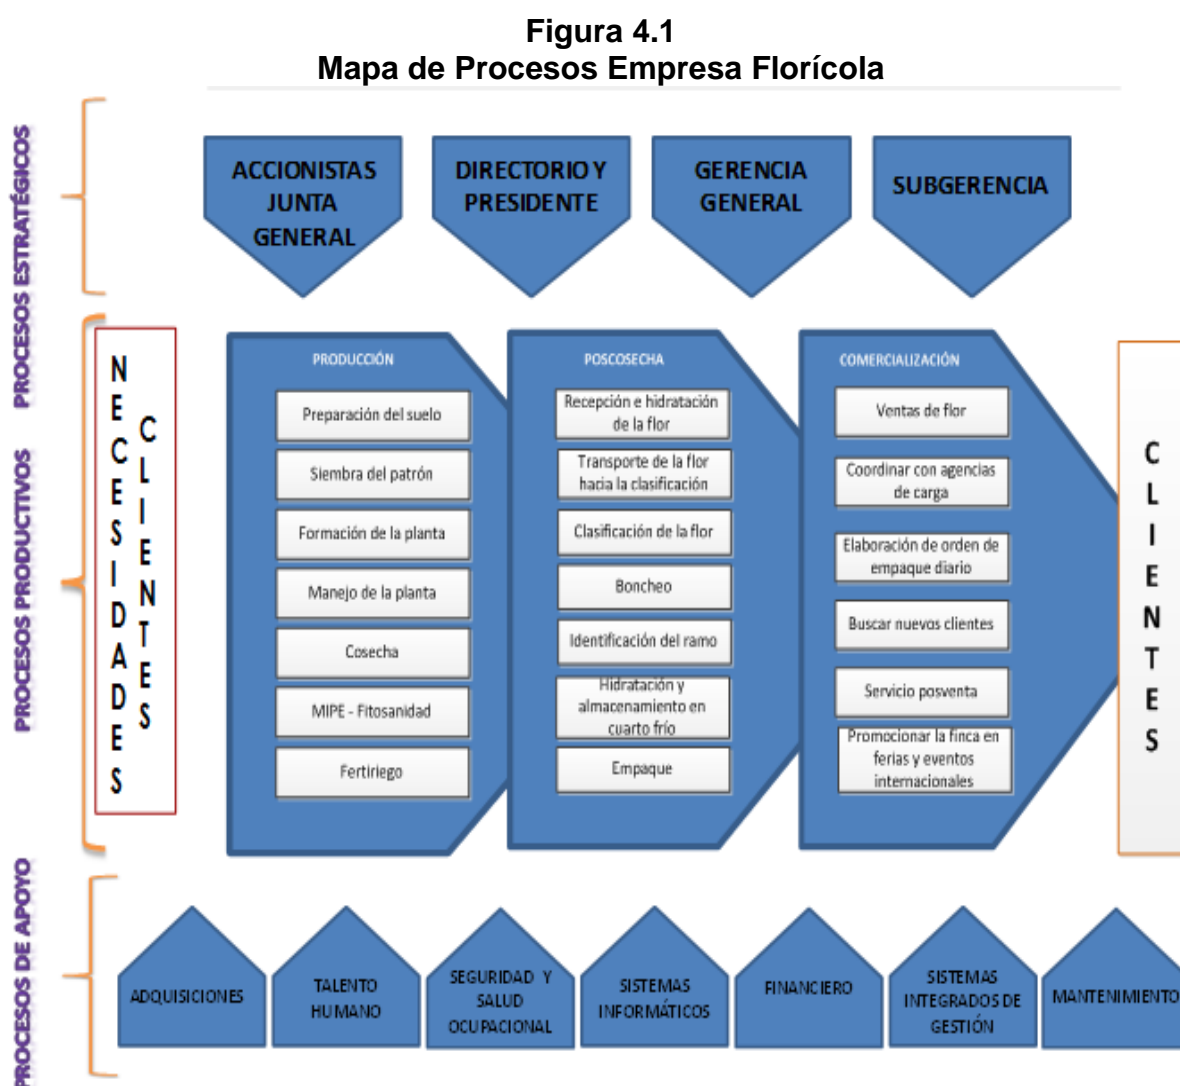 Figura 4.1
Mapa de Procesos Empresa Florícola
PROCESOS ESTRATÉGICOS
ACCIONISTAS
JUNTA
GENERAL
DIRECTORIO Y
PRESIDENTE
GERENCIA
GENERAL
SUBGERENCIA
PROCESOS PRODUCTIVOS
NECESIDADES
CLIENTES
PRODUCCIÓN
Preparación del suelo
Siembra del patrón
Formación de la planta
Manejo de la planta
Cosecha
MIPE - Fitosanidad
Fertiriego
POSCOSECHA
Recepción e hidratación
de la flor
Transporte de la flor
hacia la clasificación
Clasificación de la flor
Boncheo
Identificación del ramo
Hidratación y
almacenamiento en
cuarto frío
Empaque
COMERCIALIZACIÓN
Ventas de flor
Coordinar con agencias
de carga
Elaboración de orden de
empaque diario
Buscar nuevos clientes
Servicio posventa
Promocionar la finca en
ferias y eventos
internacionales
CLIENTES
PROCESOS DE APOYO
ADQUISICIONES
TALENTO
HUMANO
SEGURIDAD Y
SALUD
OCUPACIONAL
SISTEMAS
INFORMÁTICOS
FINANCIERO
SISTEMAS
INTEGRADOS DE
GESTIÓN
MANTENIMIENTO